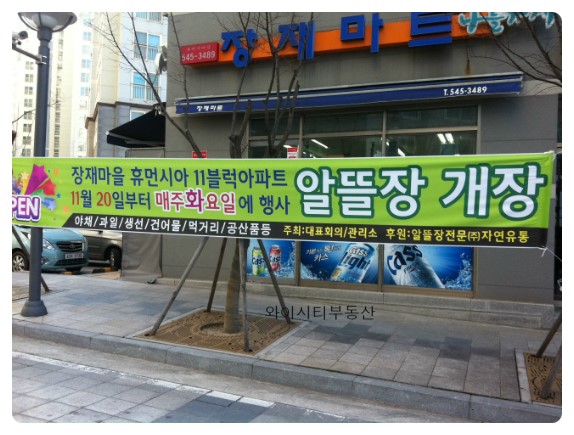 장재마트
545-3489
장재마을
T. 545-3489
OPEN
장재마을 휴먼시아 11블럭아파트
11월 20일부터 매주화요일에 행사
알뜰장 개장
야채/과일/생선/건어물/먹거리/공산품등
주최:대표회의/관리소 후원:알뜰장전문㈜자연유통
Cass
light
Cass
와이시티부동산